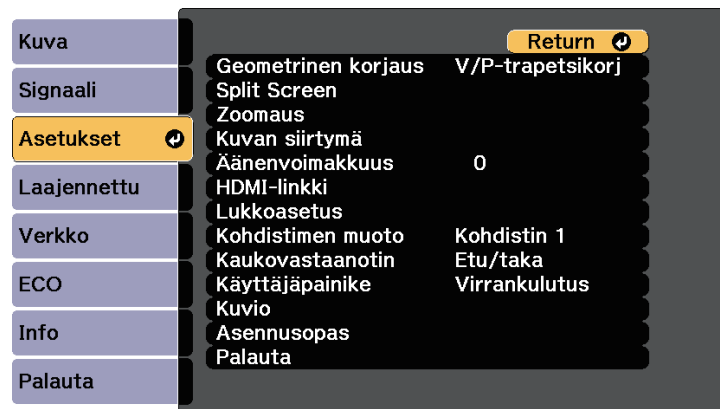 Kuva
Signaali
Asetukset
Laajennettu
Verkko
ECO
Info
Palauta
Return
Geometrinen korjaus V/P-trapetsikorj
Split Screen
Zoomaus
Kuvan siirtymä
Äänenvoimakkuus 0
HDMI-linkki
Lukkoasetus
Kohdistimen muoto Kohdistin 1
Kaukovastaanotin Etu/taka
Käyttäjäpainike Virrankulutus
Kuvio
Asennusopas
Palauta